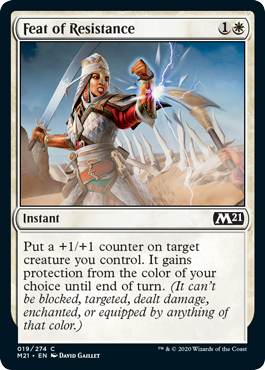 Feat of Resistance 1
Instant M21
Put a +1/+1 counter on target
creature you control. It gains
protection from the color of your
choice until end of turn. (It can't
be blocked, targeted, dealt damage,
enchanted, or equipped by anything of
that color.)
019/274 C
M21 • EN DAVID GAILLET
™ & © 2020 Wizards of the Coast